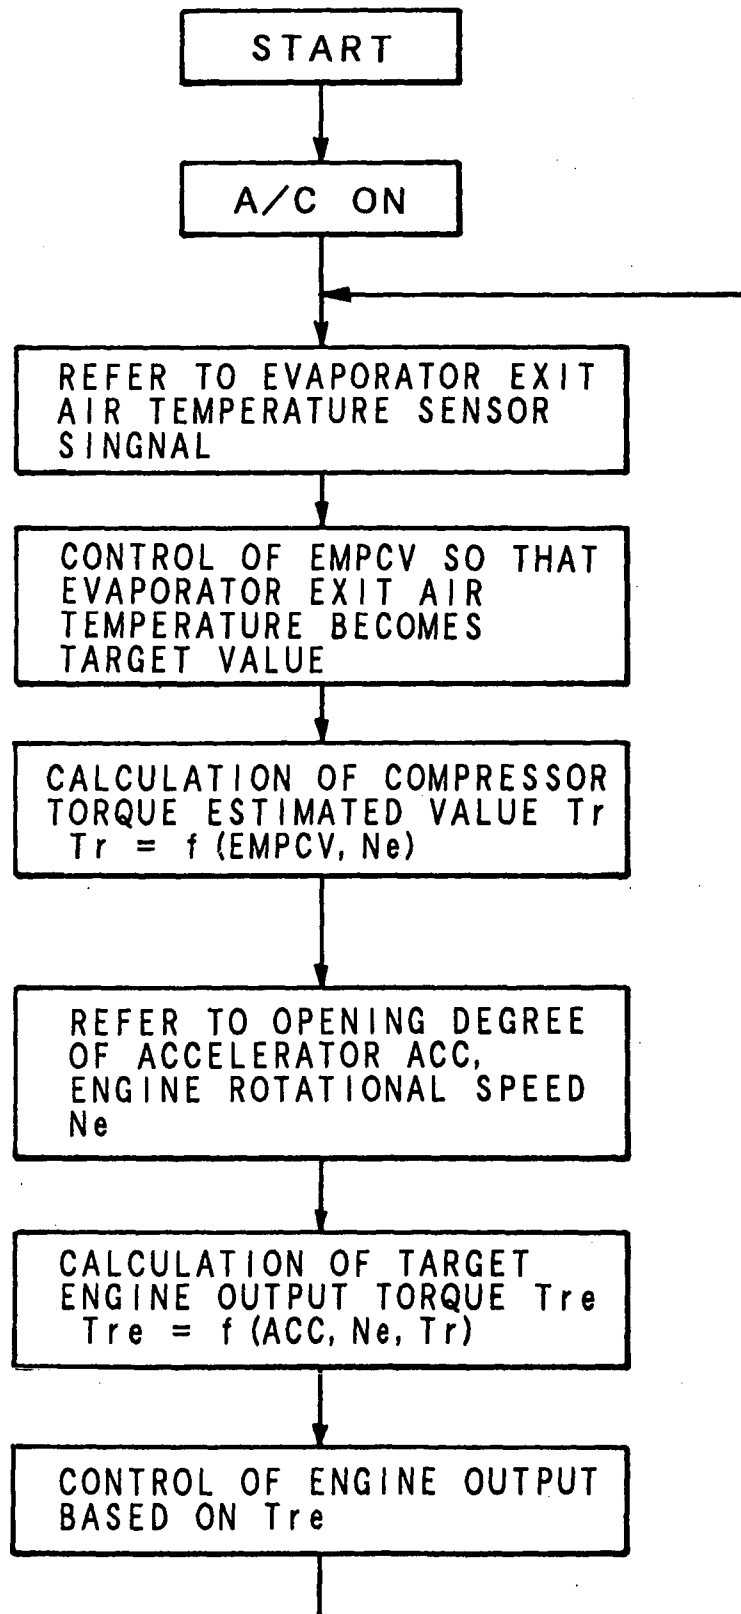 START
A/C ON
REFER TO EVAPORATOR EXIT
AIR TEMPERATURE SENSOR
SINGNAL
CONTROL OF EMPCV SO THAT
EVAPORATOR EXIT AIR
TEMPERATURE BECOMES
TARGET VALUE
CALCULATION OF COMPRESSOR
TORQUE ESTIMATED VALUE Tr
Tr = f (EMPCV, Ne)
REFER TO OPENING DEGREE
OF ACCELERATOR ACC,
ENGINE ROTATIONAL SPEED
Ne
CALCULATION OF TARGET
ENGINE OUTPUT TORQUE Tre
Tre = f (ACC, Ne, Tr)
CONTROL OF ENGINE OUTPUT
BASED ON Tre